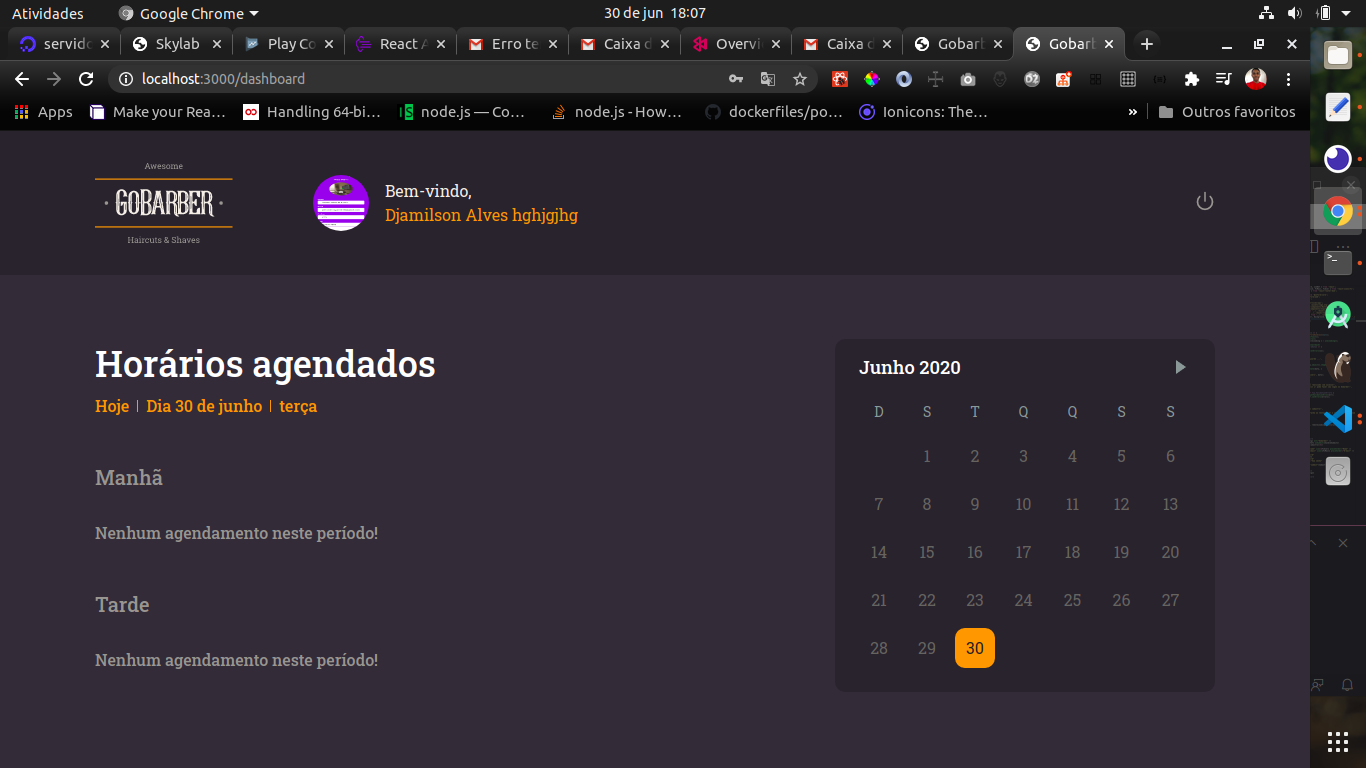 Atividades
Google Chrome
30 de jun 18:07
servido
Skylab
Play Co
React A
Erro te
Caixa d
Overvi
Caixa d
Gobarb
Gobarb
localhost:3000/dashboard
Apps
Make your Rea…
Handling 64-bi…
node.js — Co…
node.js - How…
dockerfiles/po…
Ionicons: The…
»
Outros favoritos
Awesome
GOBARBER
Haircuts & Shaves
Bem-vindo,
Djamilson Alves hghjgjhg
Horários agendados
Hoje | Dia 30 de junho | terça
Manhã
Nenhum agendamento neste período!
Tarde
Nenhum agendamento neste período!
Junho 2020
D S T Q Q S S
1 2 3 4 5 6
7 8 9 10 11 12 13
14 15 16 17 18 19 20
21 22 23 24 25 26 27
28 29 30